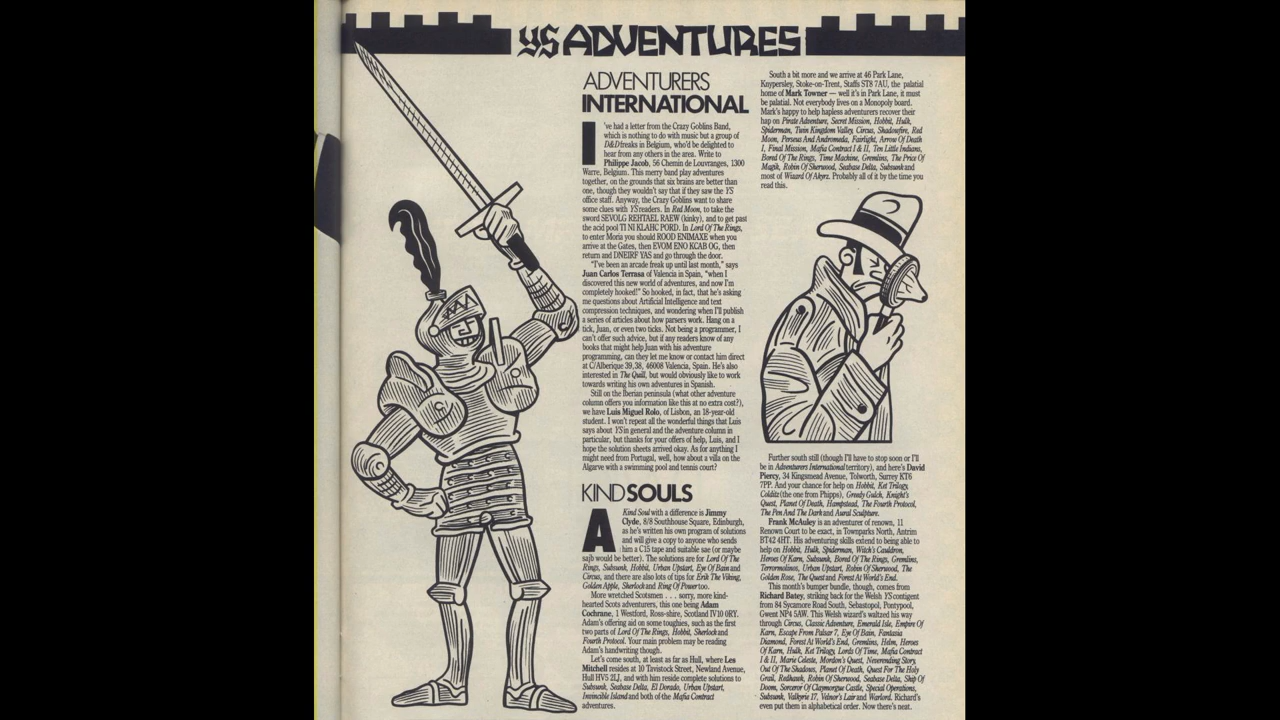 YS ADVENTURES
ADVENTURERS
INTERNATIONAL
I've had a letter from the Crazy Goblins Band,
which is nothing to do with music but a group of
D&D freaks in Belgium, who'd be delighted to
hear from any others in the area. Write to
Philippe Jacob, 56 Chemin de Louvranges, 1300
Warre, Belgium. This merry band play adventures
together, on the grounds that six brains are better than
one, though they wouldn't say that if they saw the YS
office staff. Anyway, the Crazy Goblins want to share
some clues with YS readers. In Red Moon, to take the
sword SEVOLG REHTAEL RAEW (kinky), and to get past
the acid pool TI NI KLAHC PORD. In Lord Of The Rings,
to enter Moria you should ROOD ENIMAXE when you
arrive at the Gates, then EVOM ENO KCAB OG, then
return and DNEIRF YAS and go through the door.
"I've been an arcade freak up until last month," says
Juan Carlos Terrasa of Valencia in Spain, "when I
discovered this new world of adventures, and now I'm
completely hooked!" So hooked, in fact, that he's asking
me questions about Artificial Intelligence and text
compression techniques, and wondering when I'll publish
a series of articles about how parsers work. Hang on a
tick, Juan, or even two ticks. Not being a programmer, I
can't offer such advice, but if any readers know of any
books that might help Juan with his adventure
programming, can they let me know or contact him direct
at C/Alberique 39,38, 46008 Valencia, Spain. He's also
interested in The Quill, but would obviously like to work
towards writing his own adventures in Spanish.
Still on the Iberian peninsula (what other adventure
column offers you information like this at no extra cost?),
we have Luis Miguel Rolo, of Lisbon, an 18-year-old
student. I won't repeat all the wonderful things that Luis
says about YS in general and the adventure column in
particular, but thanks for your offers of help, Luis, and I
hope the solution sheets arrived okay. As for anything I
might need from Portugal, well, how about a villa on the
Algarve with a swimming pool and tennis court?
KIND SOULS
A Kind Soul with a difference is Jimmy
Clyde, 8/8 Southhouse Square, Edinburgh,
as he's written his own program of solutions
and will give a copy to anyone who sends
him a C15 tape and suitable sae (or maybe
sajb would be better). The solutions are for Lord Of The
Rings, Subsunk, Hobbit, Urban Upstart, Eye Of Bain and
Circus, and there are also lots of tips for Erik The Viking,
Golden Apple, Sherlock and Ring Of Power too.
More wretched Scotsmen . . . sorry, more kind-
hearted Scots adventurers, this one being Adam
Cochrane, 1 Westford, Ross-shire, Scotland IV10 0RY.
Adam's offering aid on some toughies, such as the first
two parts of Lord Of The Rings, Hobbit, Sherlock and
Fourth Protocol. Your main problem may be reading
Adam's handwriting though.
Let's come south, at least as far as Hull, where Les
Mitchell resides at 10 Tavistock Street, Newland Avenue,
Hull HV5 2LJ, and with him reside complete solutions to
Subsunk, Seabase Delta, El Dorado, Urban Upstart,
Invincible Island and both of the Mafia Contract
adventures.
South a bit more and we arrive at 46 Park Lane,
Knypersley, Stoke-on-Trent, Staffs ST8 7AU, the palatial
home of Mark Towner — well it's in Park Lane, it must
be palatial. Not everybody lives on a Monopoly board.
Mark's happy to help hapless adventurers recover their
hap on Pirate Adventure, Secret Mission, Hobbit, Hulk,
Spiderman, Twin Kingdom Valley, Circus, Shadowfire, Red
Moon, Perseus And Andromeda, Fairlight, Arrow Of Death
I, Final Mission, Mafia Contract I & II, Ten Little Indians,
Bored Of The Rings, Time Machine, Gremlins, The Price Of
Magik, Robin Of Sherwood, Seabase Delta, Subsunk and
most of Wizard Of Akyrz. Probably all of it by the time you
read this.
Further south still (though I'll have to stop soon or I'll
be in Adventurers International territory), and here's David
Piercy, 34 Kingsmead Avenue, Tolworth, Surrey KT6
7PP. And your chance for help on Hobbit, Ket Trilogy,
Colditz (the one from Phipps), Greedy Gulch, Knight's
Quest, Planet Of Death, Hampstead, The Fourth Protocol,
The Pen And The Dark and Aural Sculpture.
Frank McAuley is an adventurer of renown, 11
Renown Court to be exact, in Townparks North, Antrim
BT42 4HT. His adventuring skills extend to being able to
help on Hobbit, Hulk, Spiderman, Witch's Cauldron,
Heroes Of Karn, Subsunk, Bored Of The Rings, Gremlins,
Terrormolinos, Urban Upstart, Robin Of Sherwood, The
Golden Rose, The Quest and Forest At World's End.
This month's bumper bundle, though, comes from
Richard Batey, striking back for the Welsh YS contigent
from 84 Sycamore Road South, Sebastopol, Pontypool,
Gwent NP4 5AW. This Welsh wizard's waltzed his way
through Circus, Classic Adventure, Emerald Isle, Empire Of
Karn, Escape From Pulsar 7, Eye Of Bain, Fantasia
Diamond, Forest At World's End, Gremlins, Helm, Heroes
Of Karn, Hulk, Ket Trilogy, Lords Of Time, Mafia Contract
I & II, Marie Celeste, Mordon's Quest, Neverending Story,
Out Of The Shadows, Planet Of Death, Quest For The Holy
Grail, Redhawk, Robin Of Sherwood, Seabase Delta, Ship Of
Doom, Sorceror Of Claymorgue Castle, Special Operations,
Subsunk, Valkyrie 17, Velnor's Lair and Warlord. Richard's
even put them in alphabetical order. Now there's neat.